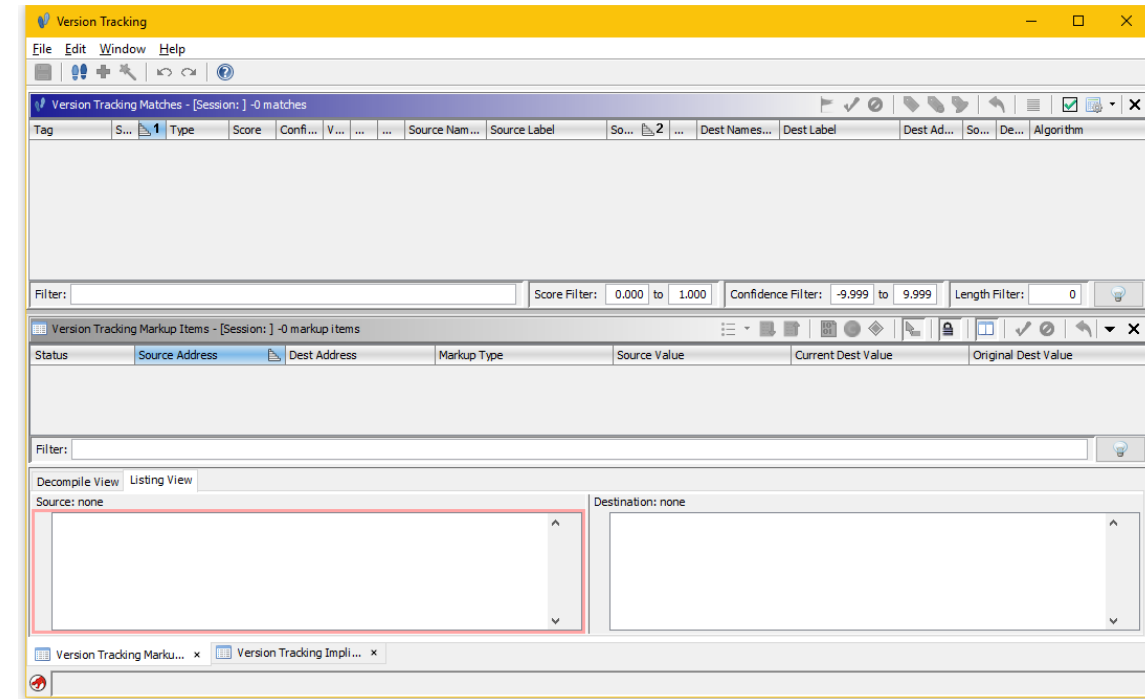 Version Tracking
File Edit Window Help
Version Tracking Matches - [Session: ] -0 matches
Tag S... 1 Type Score Confi... V... ... ... Source Nam... Source Label So... 2 ... Dest Names... Dest Label Dest Ad... So... De... Algorithm
Filter: Score Filter: 0.000 to 1.000 Confidence Filter: -9.999 to 9.999 Length Filter: 0
Version Tracking Markup Items - [Session: ] -0 markup items
Status Source Address Dest Address Markup Type Source Value Current Dest Value Original Dest Value
Filter:
Decompile View Listing View
Source: none Destination: none
Version Tracking Marku... × Version Tracking Impli... ×